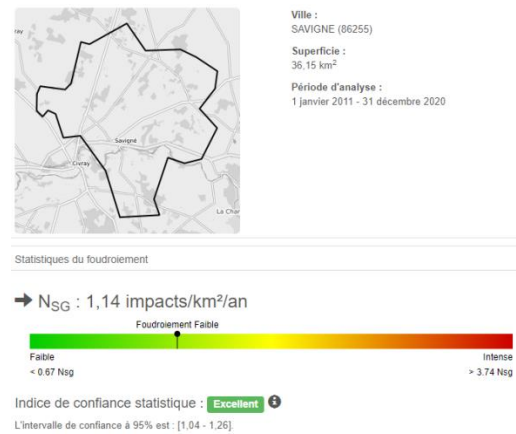 Ville :
SAVIGNE (86255)
Superficie :
36,15 km²
Période d'analyse :
1 janvier 2011 - 31 décembre 2020
ray
Savigné
Civray
La Char
Statistiques du foudroiement
➔ NSG : 1,14 impacts/km²/an
Foudroiement Faible
Faible
Intense
< 0.67 Nsg
> 3.74 Nsg
Indice de confiance statistique : Excellent
L'intervalle de confiance à 95% est : [1,04 - 1,26].